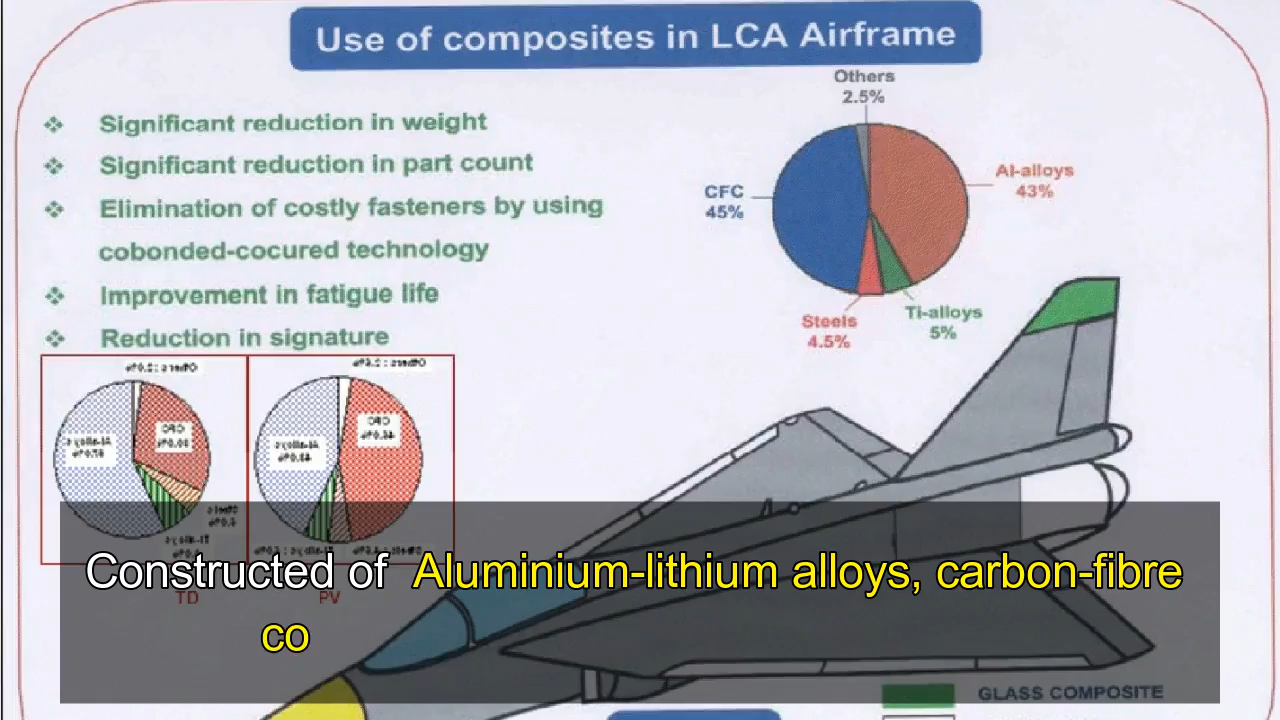 Use of composites in LCA Airframe
Others
2.5%
Significant reduction in weight
Significant reduction in part count
Al-alloys
43%
CFC
45%
Elimination of costly fasteners by using
cobonded-cocured technology
Improvement in fatigue life
Ti-alloys
5%
Steels
4.5%
Reduction in signature
Constructed of Aluminium-lithium alloys, carbon-fibre
co
TD
PV
GLASS COMPOSITE